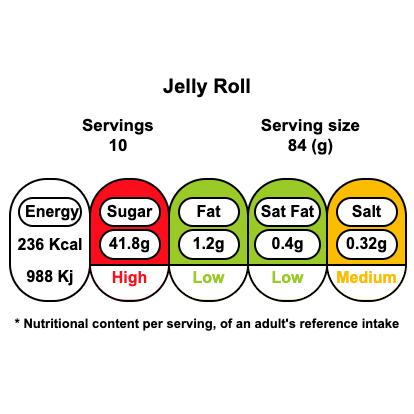 Jelly Roll
Servings Serving size
10 84 (g)
Energy Sugar Fat Sat Fat Salt
236 Kcal 41.8g 1.2g 0.4g 0.32g
988 Kj High Low Low Medium
* Nutritional content per serving, of an adult's reference intake